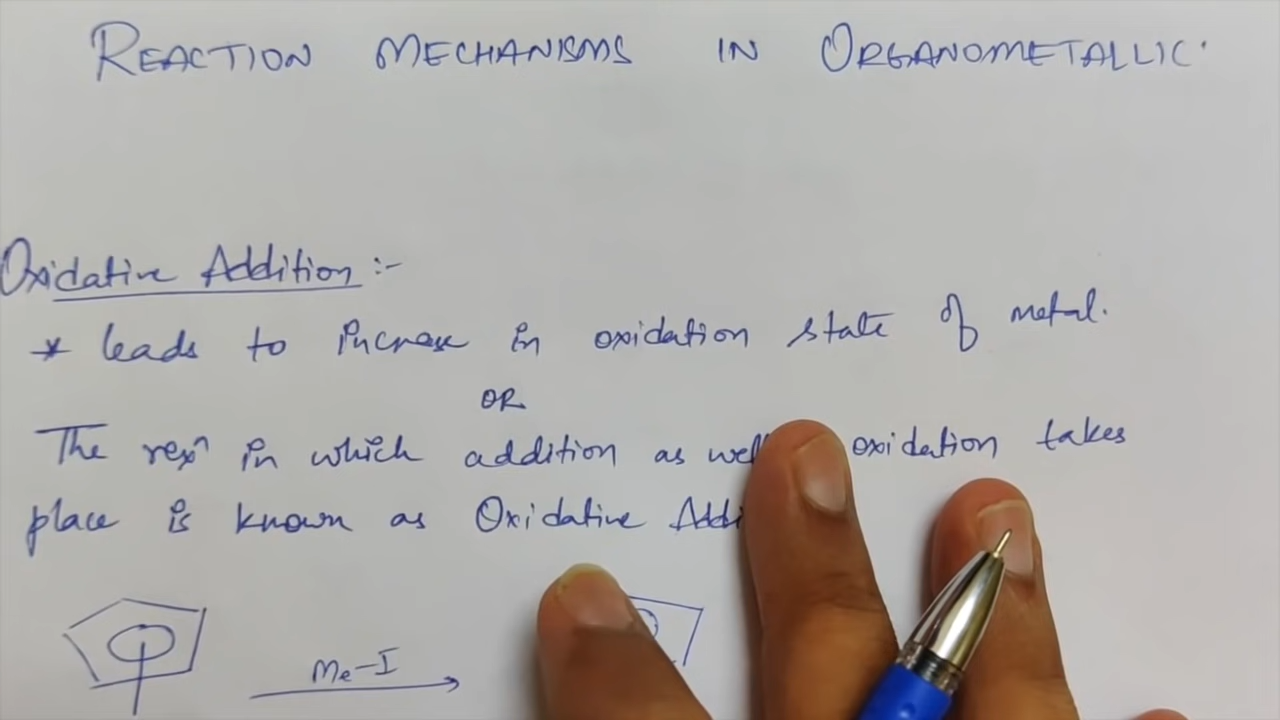 REACTION MECHANISMS IN ORGANOMETALLIC.
Oxidative Addition :-
* leads to increase in oxidation state of metal.
OR
The rexⁿ in which addition as well oxidation takes
place is known as Oxidative Addi
Me-I